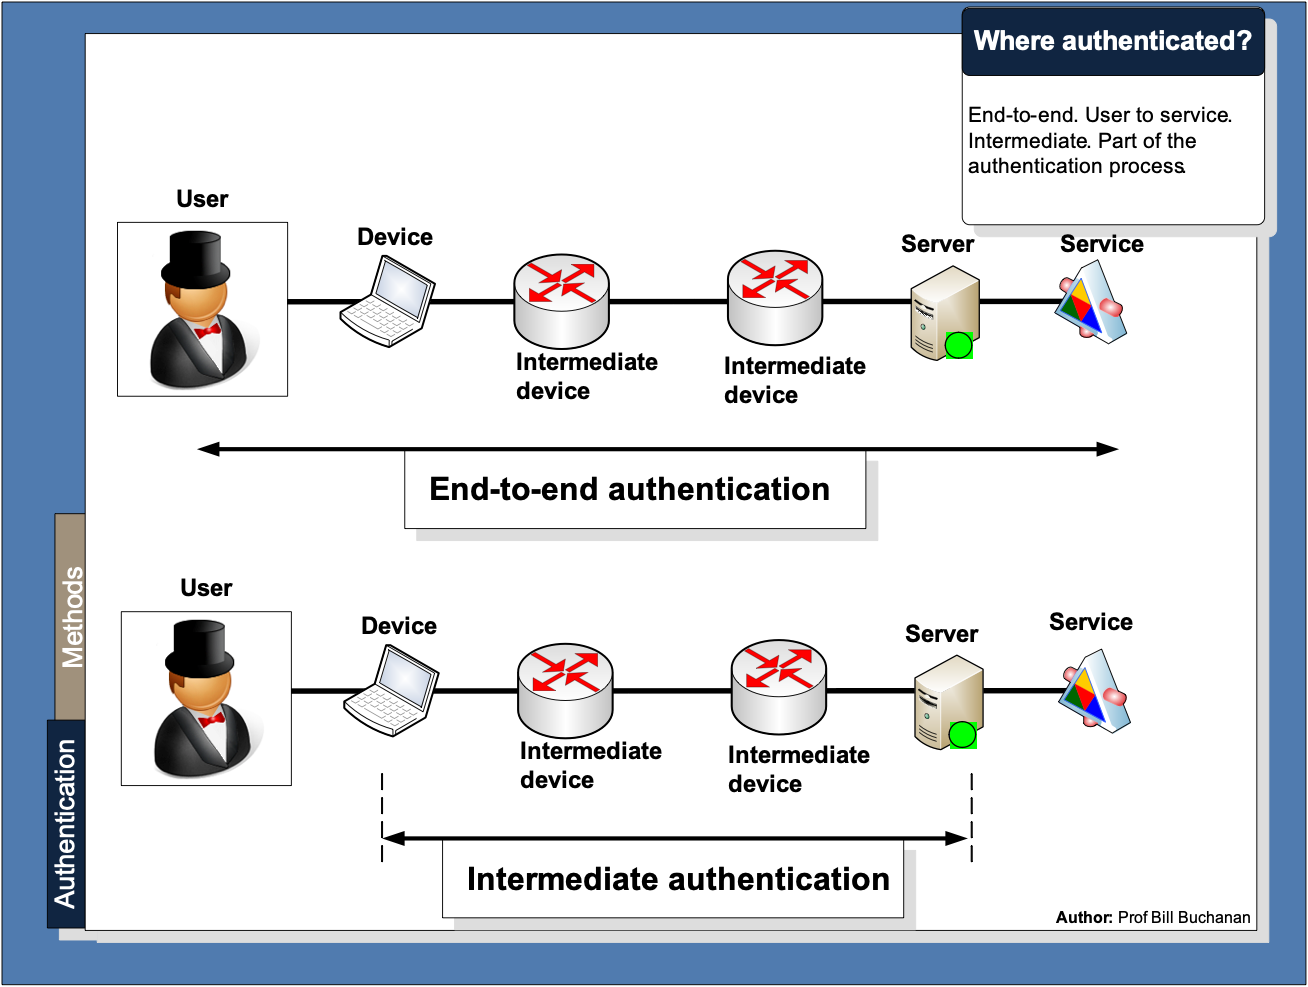 Where authenticated?
End-to-end. User to service.
Intermediate. Part of the
authentication process.
User
Device
Intermediate
device
Intermediate
device
Server
Service
End-to-end authentication
User
Device
Intermediate
device
Intermediate
device
Server
Service
Intermediate authentication
Methods
Authentication
Author: Prof Bill Buchanan